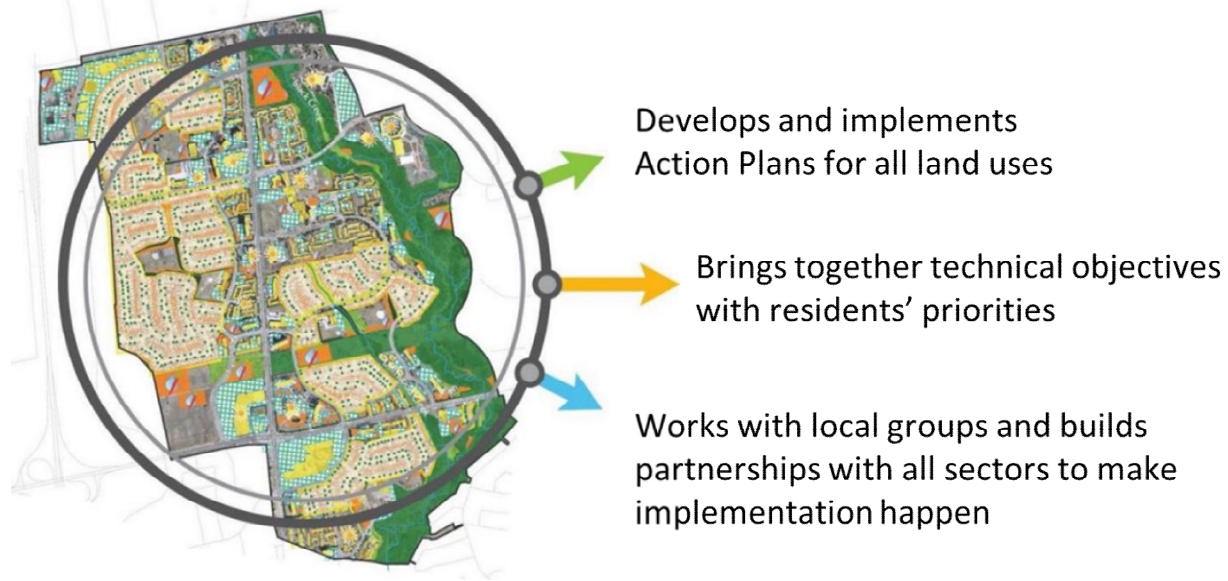 Develops and implements
Action Plans for all land uses
Brings together technical objectives
with residents’ priorities
Works with local groups and builds
partnerships with all sectors to make
implementation happen